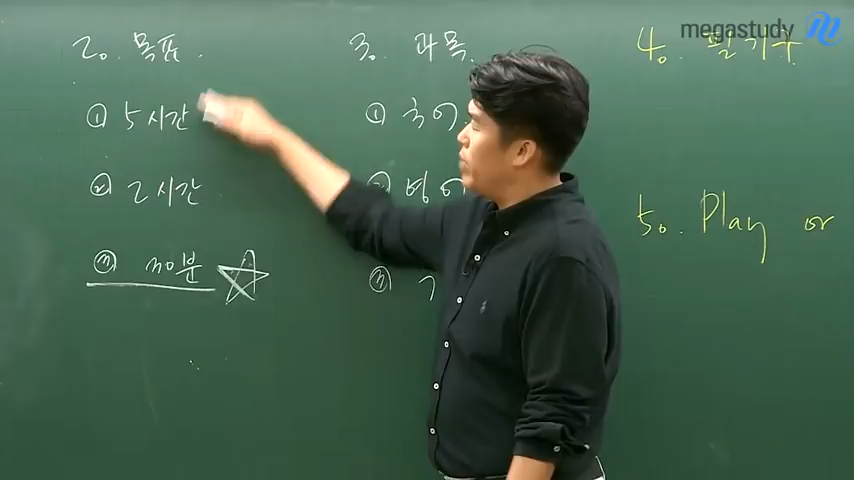 megastudy
2. 목표.
① 5시간
② 2시간
③ 30분 ☆
3. 과목.
① 국어.
② 영어
③
4. 필기구.
5. Play or